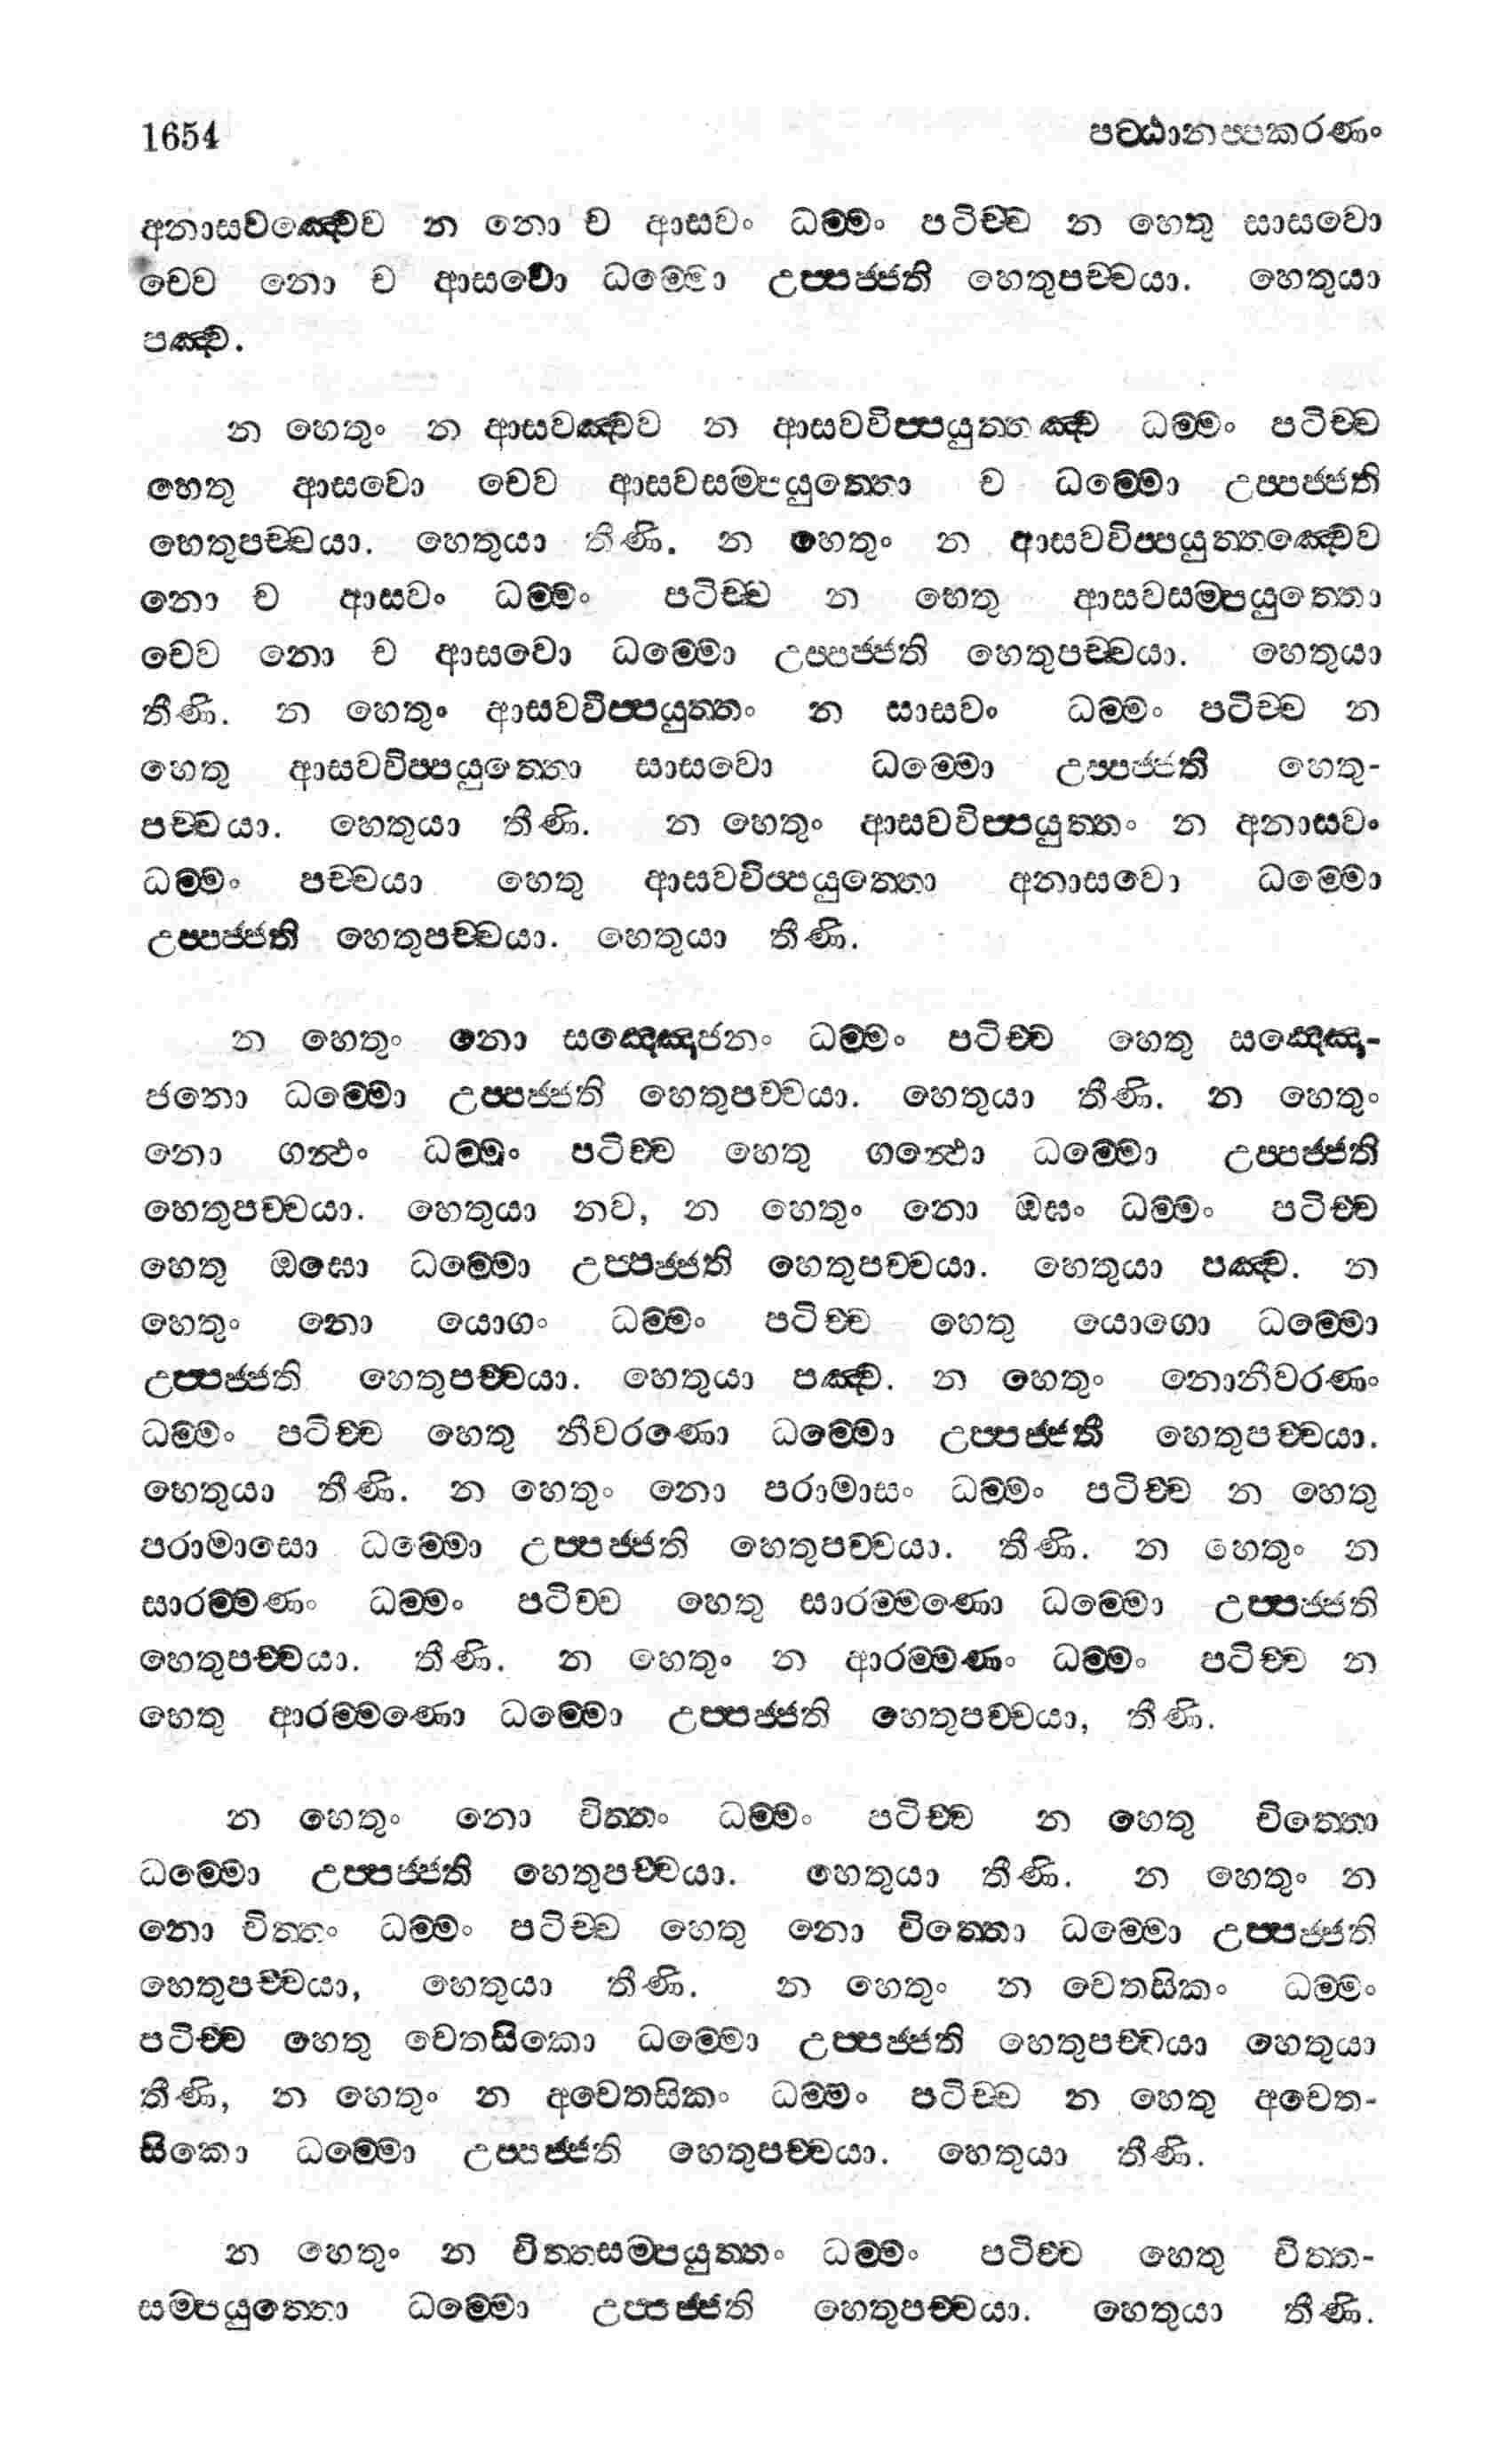 1654 පට්ඨානප්පකරණං
අනාසවඤ්චෙව න නො ච ආසවං ධම්මං පටිච්ච න හෙතු සාසවො
චෙව නො ච ආසවො ධම්මො උප්පජ්ජති හෙතුපච්චයා. හෙතුයා
පඤ්ච.
න හෙතුං න ආසවඤ්චව න ආසවවිප්පයුත්තඤ්ච ධම්මං පටිච්ච
හෙතු ආසවො චෙව ආසවසම්පයුත්තො ච ධම්මො උප්පජ්ජති
හෙතුපච්චයා. හෙතුයා තීණි. න හෙතුං න ආසවවිප්පයුත්තඤ්චෙව
නො ච ආසවං ධම්මං පටිච්ච න හෙතු ආසවසම්පයුත්තො
චෙව නො ච ආසවො ධම්මො උප්පජ්ජති හෙතුපච්චයා. හෙතුයා
තීණි. න හෙතුං ආසවවිප්පයුත්තං න සාසවං ධම්මං පටිච්ච න
හෙතු ආසවවිප්පයුත්තො සාසවො ධම්මො උප්පජ්ජති හෙතු-
පච්චයා. හෙතුයා තීණි. න හෙතුං ආසවවිප්පයුත්තං න අනාසවං
ධම්මං පච්චයා හෙතු ආසවවිප්පයුත්තො අනාසවො ධම්මො
උප්පජ්ජති හෙතුපච්චයා. හෙතුයා තීණි.
න හෙතුං නො සඤ්ඤොජනං ධම්මං පටිච්ච හෙතු සඤ්ඤො-
ජනො ධම්මො උප්පජ්ජති හෙතුපච්චයා. හෙතුයා තීණි. න හෙතුං
නො ගන්ථං ධම්මං පටිච්ච හෙතු ගන්ථො ධම්මො උප්පජ්ජති
හෙතුපච්චයා. හෙතුයා නව, න හෙතුං නො ඔඝං ධම්මං පටිච්ච
හෙතු ඔඝො ධම්මො උප්පජ්ජති හෙතුපච්චයා. හෙතුයා පඤ්ච. න
හෙතුං නො යොගං ධම්මං පටිච්ච හෙතු යොගො ධම්මො
උප්පජ්ජති හෙතුපච්චයා. හෙතුයා පඤ්ච. න හෙතුං නොනීවරණං
ධම්මං පටිච්ච හෙතු නීවරණො ධම්මො උප්පජ්ජති හෙතුපච්චයා.
හෙතුයා තීණි. න හෙතුං නො පරාමාසං ධම්මං පටිච්ච න හෙතු
පරාමාසො ධම්මො උප්පජ්ජති හෙතුපච්චයා. තීණි. න හෙතුං න
සාරම්මණං ධම්මං පටිච්ච හෙතු සාරම්මණො ධම්මො උප්පජ්ජති
හෙතුපච්චයා. තීණි. න හෙතුං න ආරම්මණං ධම්මං පටිච්ච න
හෙතු ආරම්මණො ධම්මො උප්පජ්ජති හෙතුපච්චයා, තීණි.
න හෙතුං නො චිත්තං ධම්මං පටිච්ච න හෙතු චිත්තො
ධම්මො උප්පජ්ජති හෙතුපච්චයා. හෙතුයා තීණි. න හෙතුං න
නො චිත්තං ධම්මං පටිච්ච හෙතු නො චිත්තො ධම්මො උප්පජ්ජති
හෙතුපච්චයා, හෙතුයා තීණි. න හෙතුං න චෙතසිකං ධම්මං
පටිච්ච හෙතු චෙතසිකො ධම්මො උප්පජ්ජති හෙතුපච්චයා හෙතුයා
තීණි, න හෙතුං න අචෙතසිකං ධම්මං පටිච්ච න හෙතු අචෙත-
සිකො ධම්මො උප්පජ්ජති හෙතුපච්චයා. හෙතුයා තීණි.
න හෙතුං න චිත්තසම්පයුත්තං ධම්මං පටිච්ච හෙතු චිත්ත-
සම්පයුත්තො ධම්මො උප්පජ්ජති හෙතුපච්චයා. හෙතුයා තීණි.